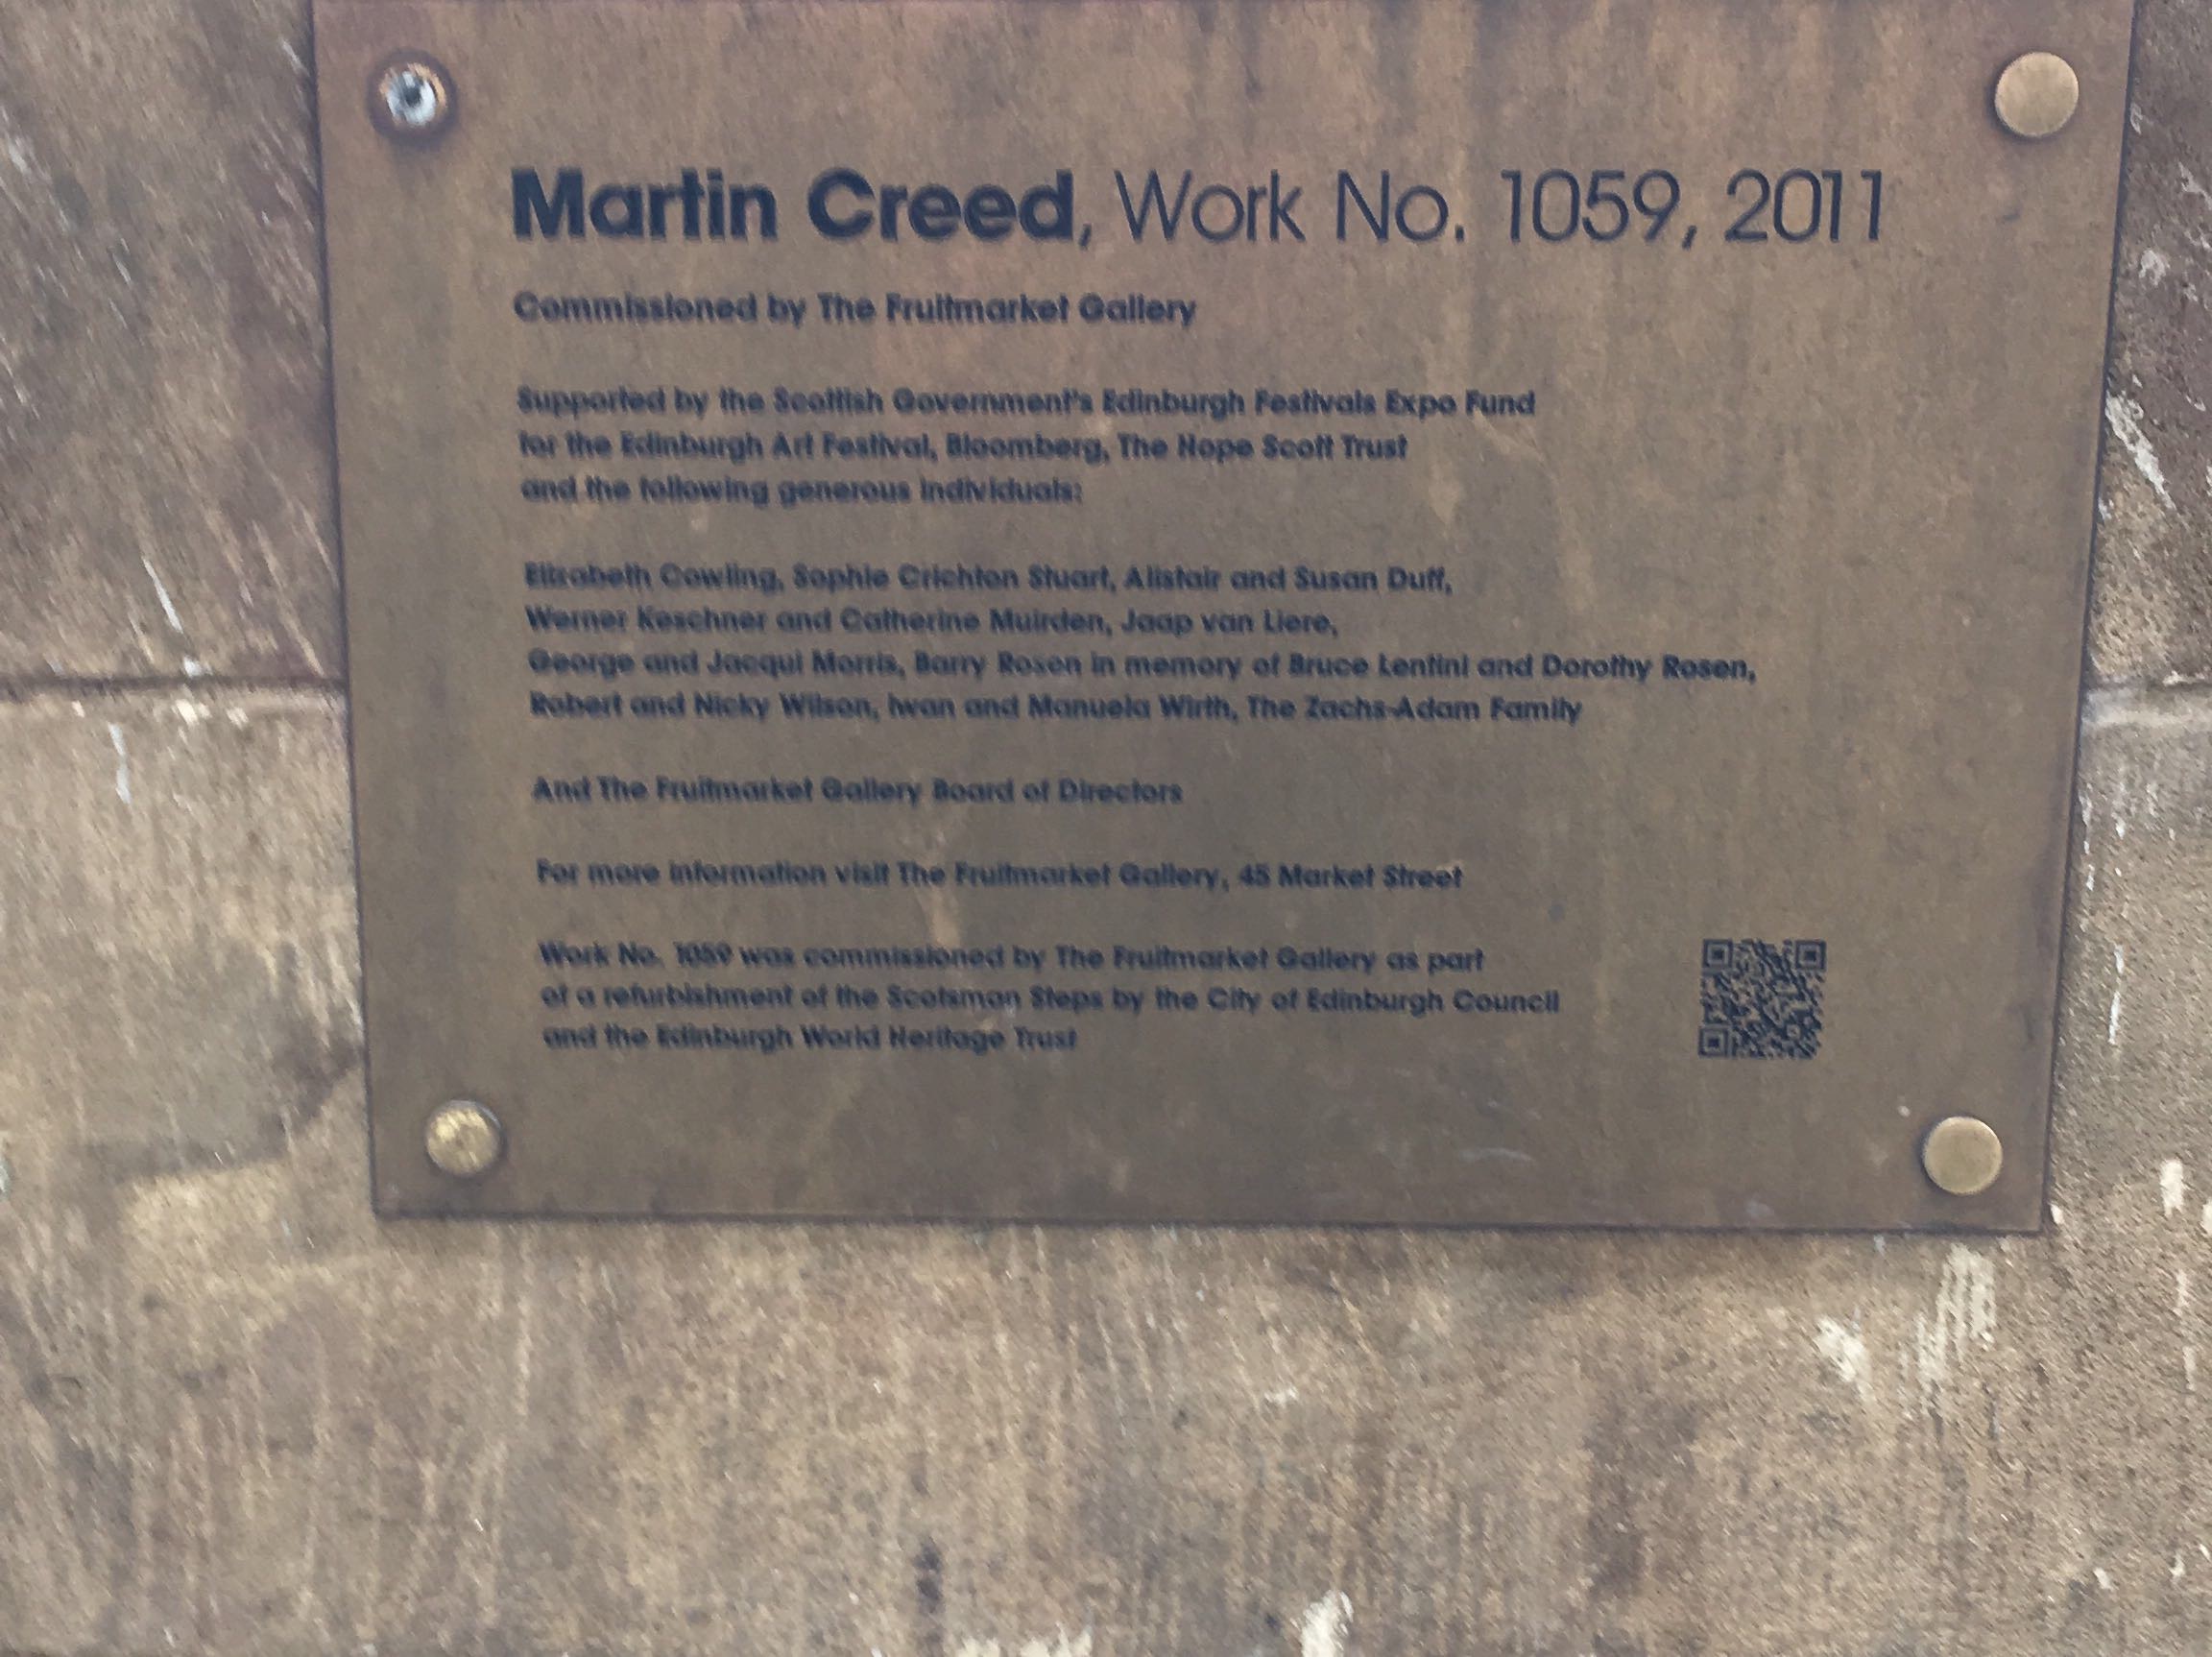 Martin Creed, Work No. 1059, 2011
Commissioned by The Fruitmarket Gallery
Supported by the Scottish Government's Edinburgh Festivals Expo Fund
for the Edinburgh Art Festival, Bloomberg, The Hope Scott Trust
and the following generous individuals:
Elizabeth Cowling, Sophie Crichton Stuart, Alistair and Susan Duff,
Werner Keschner and Catherine Muirden, Jaap van Liere,
George and Jacqui Morris, Barry Rosen in memory of Bruce Lentini and Dorothy Rosen,
Robert and Nicky Wilson, Iwan and Manuela Wirth, The Zachs-Adam Family
And The Fruitmarket Gallery Board of Directors
For more information visit The Fruitmarket Gallery, 45 Market Street
Work No. 1059 was commissioned by The Fruitmarket Gallery as part
of a refurbishment of the Scotsman Steps by the City of Edinburgh Council
and the Edinburgh World Heritage Trust